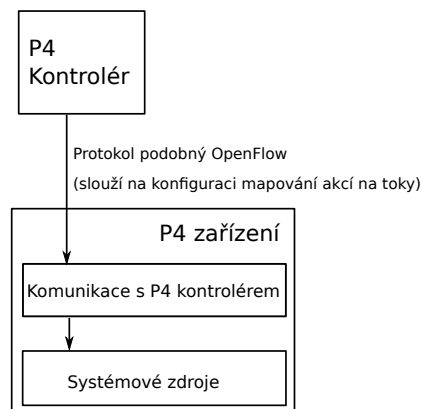 P4
Kontrolér
Protokol podobný OpenFlow
(slouží na konfiguraci mapování akcí na toky)
P4 zařízení
Komunikace s P4 kontrolérem
Systémové zdroje